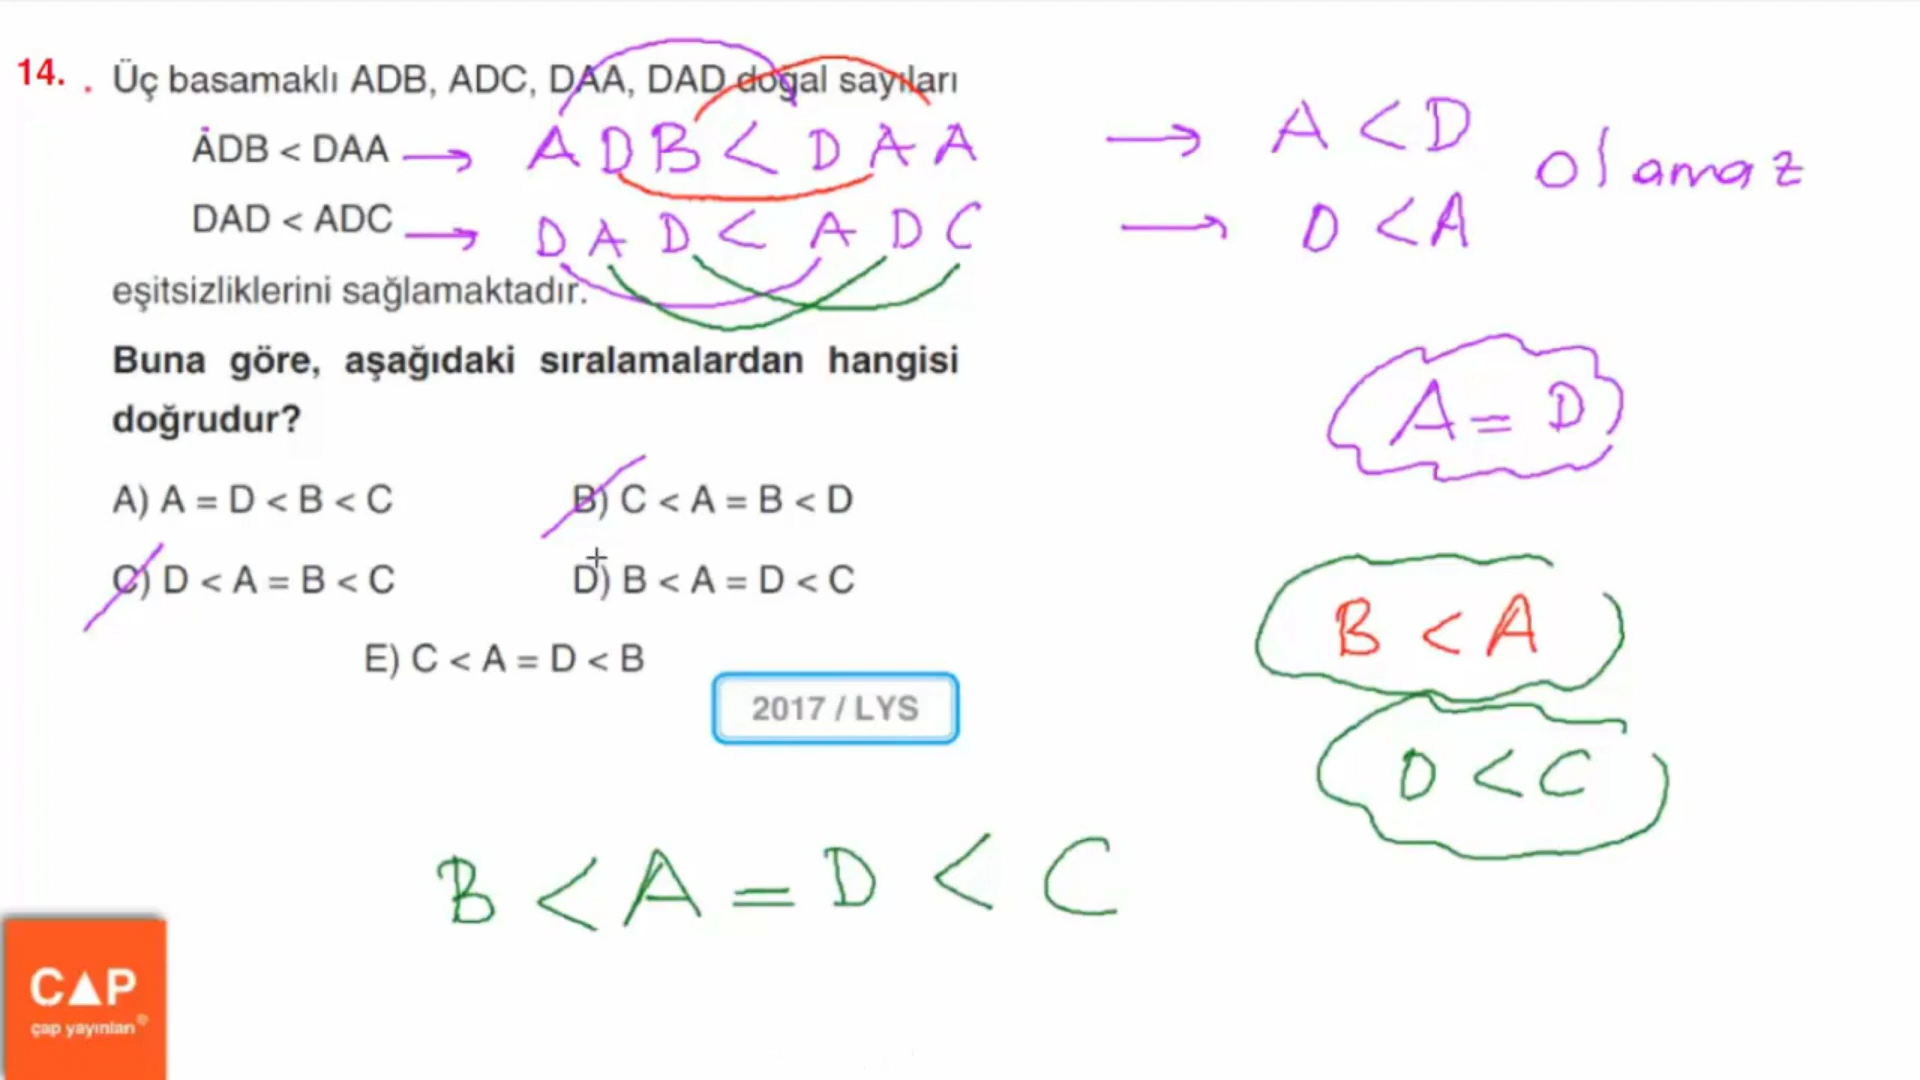 14. . Üç basamaklı ADB, ADC, DAA, DAD doğal sayıları
ADB < DAA → ADB < DAA → A < D
olamaz
DAD < ADC → DAD < ADC → D < A
eşitsizliklerini sağlamaktadır.
Buna göre, aşağıdaki sıralamalardan hangisi
doğrudur?
A = D
A) A = D < B < C
B) C < A = B < D
C) D < A = B < C
D) B < A = D < C
B < A
E) C < A = D < B
2017 / LYS
D < C
B < A = D < C
CAP
çap yayınları®